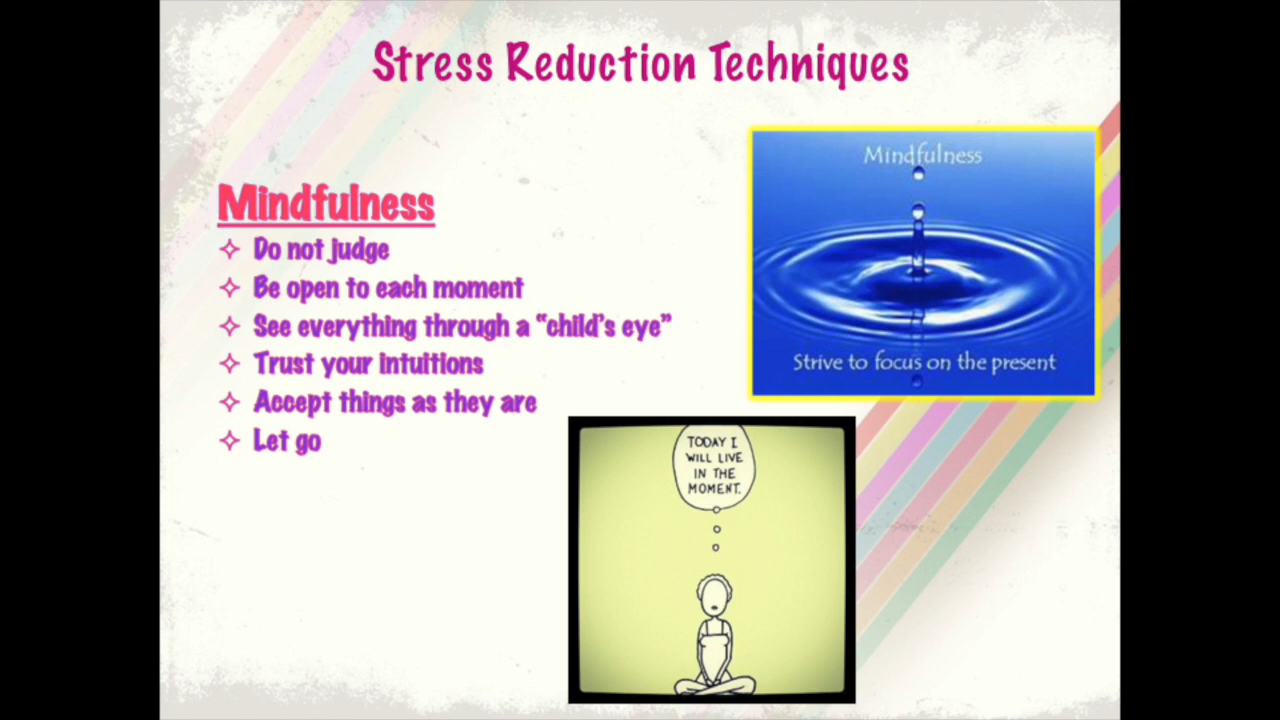 Stress Reduction Techniques
Mindfulness
Do not judge
Be open to each moment
See everything through a “child’s eye”
Trust your intuitions
Accept things as they are
Let go
Mindfulness
Strive to focus on the present
TODAY I
WILL LIVE
IN THE
MOMENT.